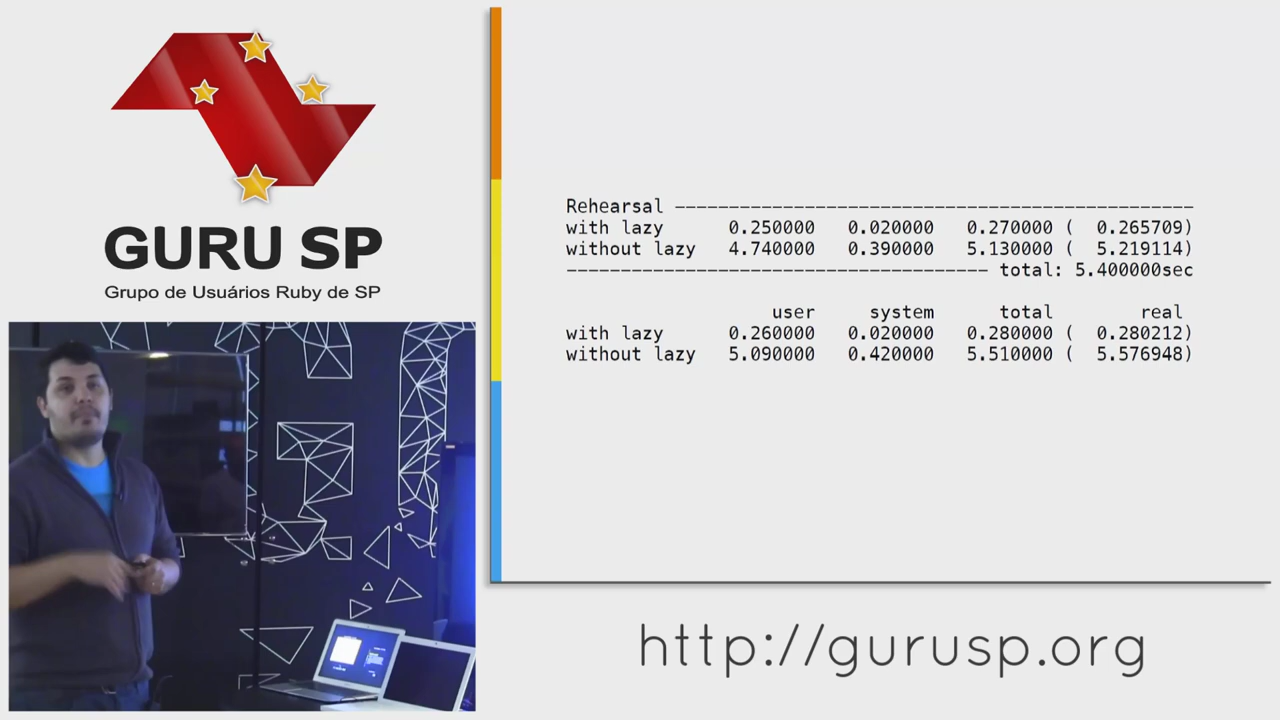 GURU SP
Grupo de Usuários Ruby de SP
Rehearsal -----------------------------------------------
with lazy 0.250000 0.020000 0.270000 ( 0.265709)
without lazy 4.740000 0.390000 5.130000 ( 5.219114)
--------------------------------------- total: 5.400000sec
user system total real
with lazy 0.260000 0.020000 0.280000 ( 0.280212)
without lazy 5.090000 0.420000 5.510000 ( 5.576948)
http://gurusp.org